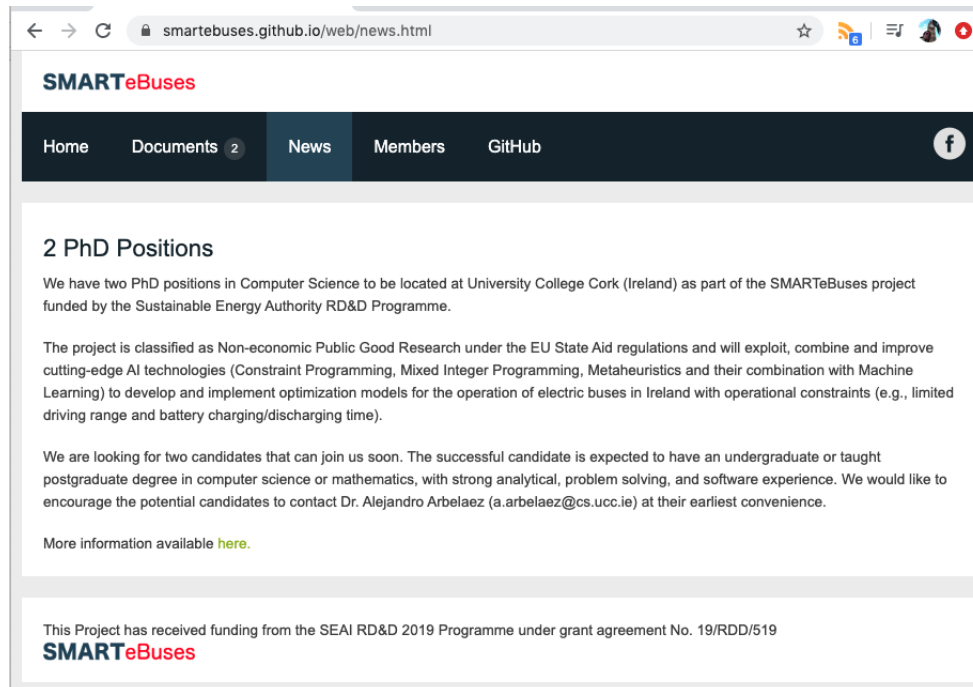 smartebuses.github.io/web/news.html
6
SMARTeBuses
Home Documents 2 News Members GitHub f
2 PhD Positions
We have two PhD positions in Computer Science to be located at University College Cork (Ireland) as part of the SMARTeBuses project
funded by the Sustainable Energy Authority RD&D Programme.
The project is classified as Non-economic Public Good Research under the EU State Aid regulations and will exploit, combine and improve
cutting-edge AI technologies (Constraint Programming, Mixed Integer Programming, Metaheuristics and their combination with Machine
Learning) to develop and implement optimization models for the operation of electric buses in Ireland with operational constraints (e.g., limited
driving range and battery charging/discharging time).
We are looking for two candidates that can join us soon. The successful candidate is expected to have an undergraduate or taught
postgraduate degree in computer science or mathematics, with strong analytical, problem solving, and software experience. We would like to
encourage the potential candidates to contact Dr. Alejandro Arbelaez (a.arbelaez@cs.ucc.ie) at their earliest convenience.
More information available here.
This Project has received funding from the SEAI RD&D 2019 Programme under grant agreement No. 19/RDD/519
SMARTeBuses